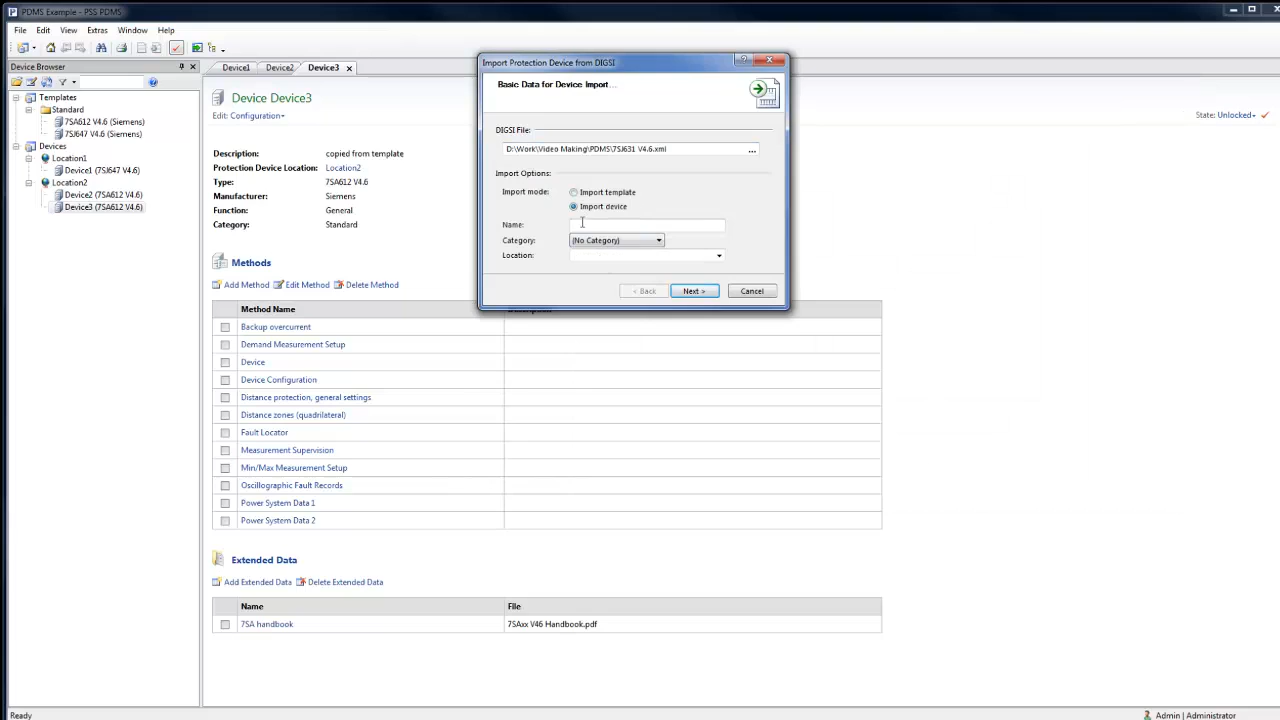 PDMS Example - PSS PDMS
File Edit View Extras Window Help
Device Browser
Templates
Standard
7SA612 V4.6 (Siemens)
7SJ647 V4.6 (Siemens)
Devices
Location1
Device1 (7SJ647 V4.6)
Location2
Device2 (7SA612 V4.6)
Device3 (7SA612 V4.6)
Device1 Device2 Device3
Device Device3
Edit: Configuration
State: Unlocked
Description: copied from template
Protection Device Location: Location2
Type: 7SA612 V4.6
Manufacturer: Siemens
Function: General
Category: Standard
Methods
Add Method Edit Method Delete Method
Method Name
Backup overcurrent
Demand Measurement Setup
Device
Device Configuration
Distance protection, general settings
Distance zones (quadrilateral)
Fault Locator
Measurement Supervision
Min/Max Measurement Setup
Oscillographic Fault Records
Power System Data 1
Power System Data 2
Extended Data
Add Extended Data Delete Extended Data
Name File
7SA handbook 7SAxx V46 Handbook.pdf
Import Protection Device from DIGSI
Basic Data for Device Import...
DIGSI File:
D:\Work\Video Making\PDMS\7SJ631 V4.6.xml ...
Import Options:
Import mode: Import template
Import device
Name:
Category: (No Category)
Location:
< Back Next > Cancel
Ready
Admin | Administrator